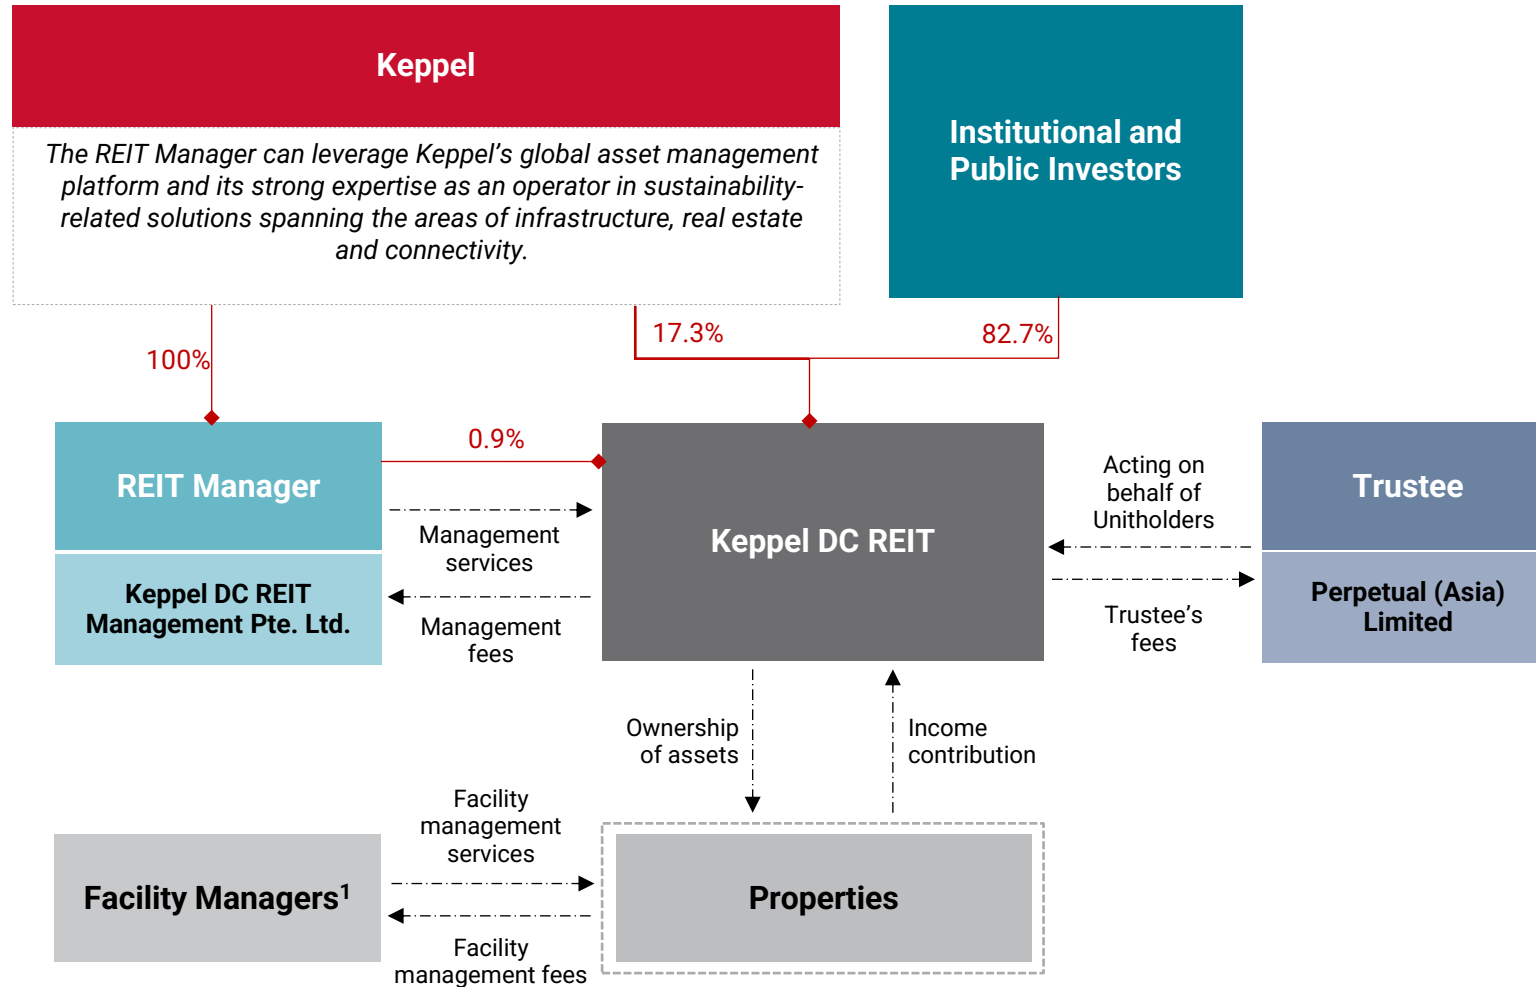 Keppel
The REIT Manager can leverage Keppel’s global asset management
platform and its strong expertise as an operator in sustainability-
related solutions spanning the areas of infrastructure, real estate
and connectivity.
Institutional and
Public Investors
17.3%
82.7%
100%
0.9%
REIT Manager
Keppel DC REIT
Management Pte. Ltd.
Management
services
Management
fees
Keppel DC REIT
Acting on
behalf of
Unitholders
Trustee’s
fees
Trustee
Perpetual (Asia)
Limited
Ownership
of assets
Income
contribution
Facility
management
services
Facility Managers¹
Facility
management fees
Properties